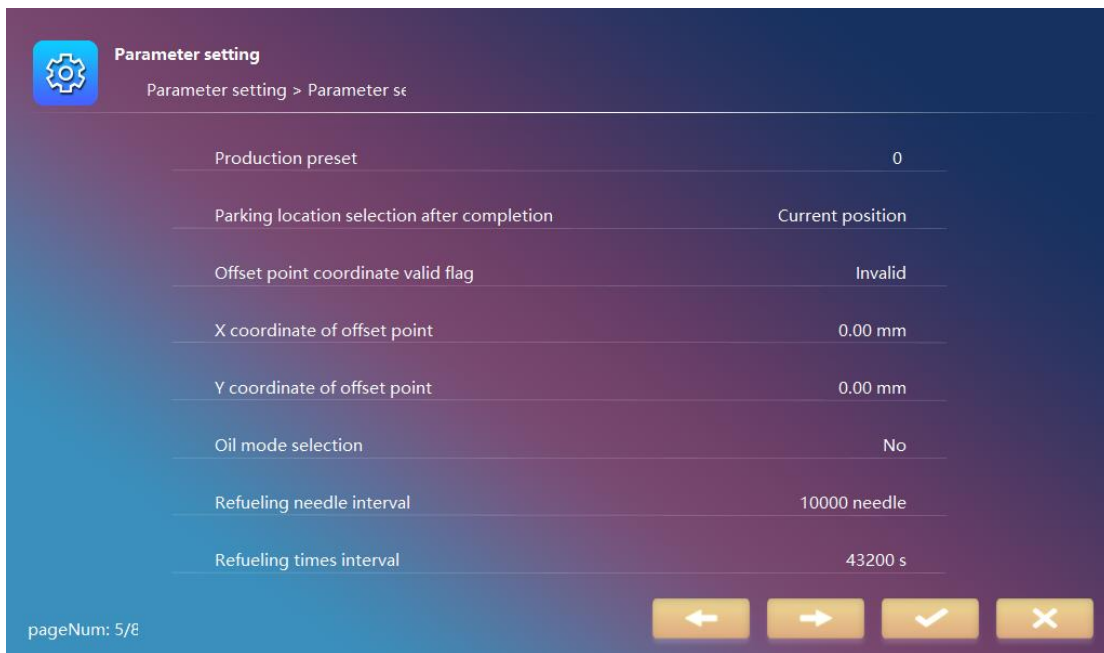 Parameter setting
Parameter setting > Parameter se
Production preset 0
Parking location selection after completion Current position
Offset point coordinate valid flag Invalid
X coordinate of offset point 0.00 mm
Y coordinate of offset point 0.00 mm
Oil mode selection No
Refueling needle interval 10000 needle
Refueling times interval 43200 s
pageNum: 5/8